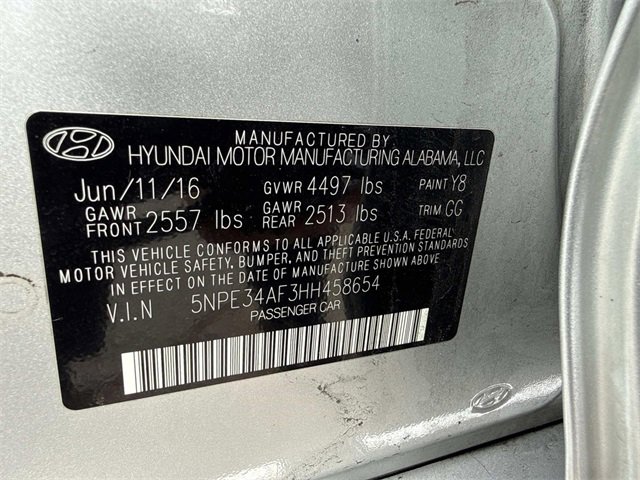 MANUFACTURED BY
HYUNDAI MOTOR MANUFACTURING ALABAMA, LLC
Jun/11/16 GVWR 4497 lbs PAINT Y8
GAWR FRONT 2557 lbs GAWR REAR 2513 lbs TRIM GG
THIS VEHICLE CONFORMS TO ALL APPLICABLE U.S.A. FEDERAL
MOTOR VEHICLE SAFETY, BUMPER, AND THEFT PREVENTION
STANDARDS IN EFFECT ON THE DATE OF MANUFACTURE SHOWN ABOVE.
V.I.N 5NPE34AF3HH458654
PASSENGER CAR